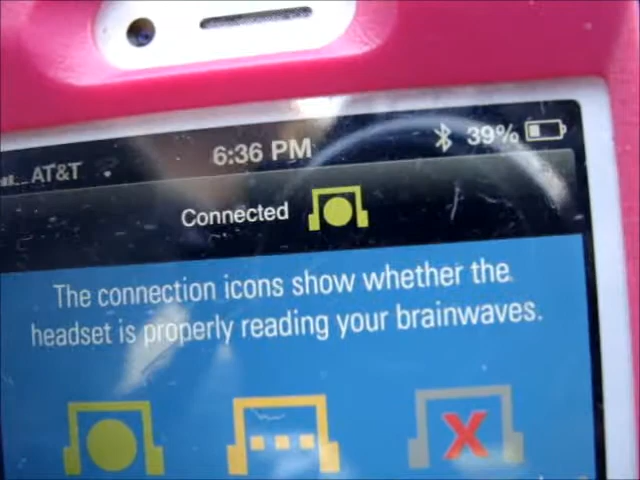 AT&T 6:36 PM 39%
Connected
The connection icons show whether the
headset is properly reading your brainwaves.
X